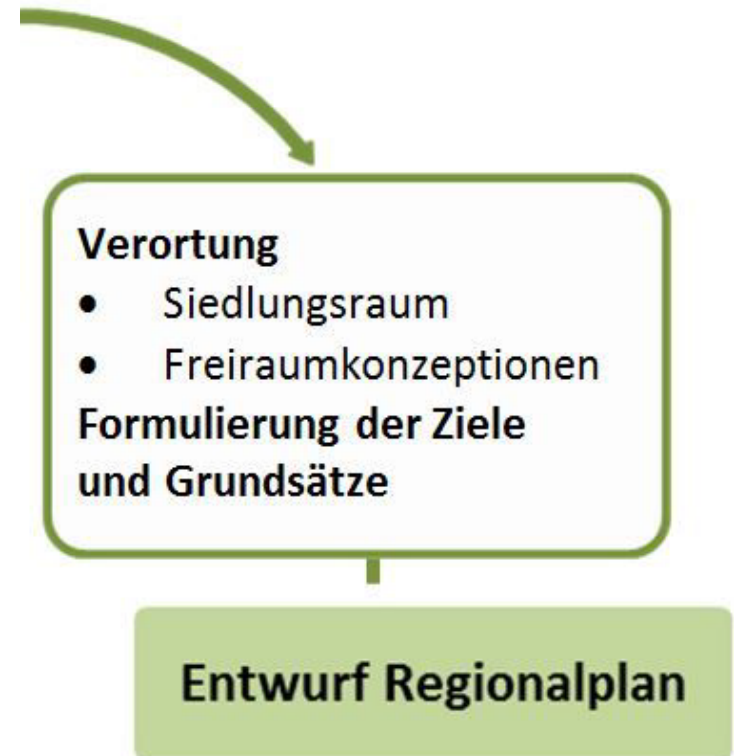 Verortung
• Siedlungsraum
• Freiraumkonzeptionen
Formulierung der Ziele
und Grundsätze
Entwurf Regionalplan